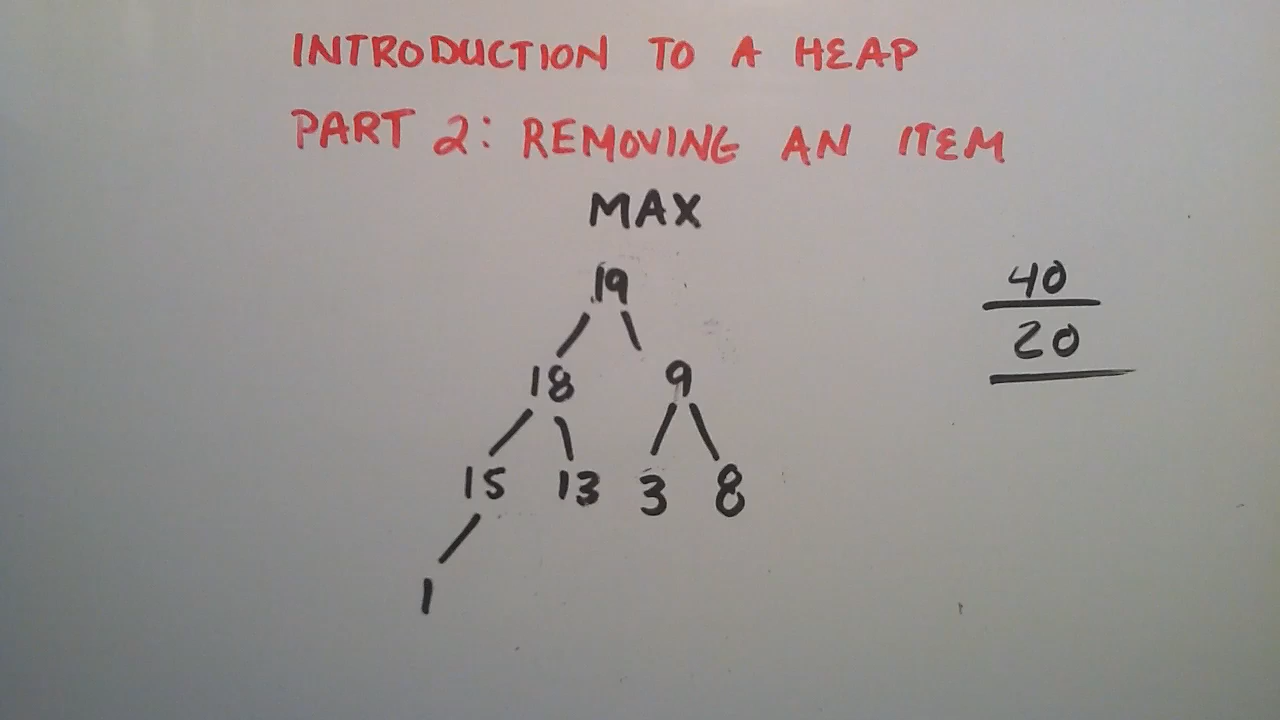 INTRODUCTION TO A HEAP
PART 2: REMOVING AN ITEM
MAX
19
18 9
15 13 3 8
1
40
20